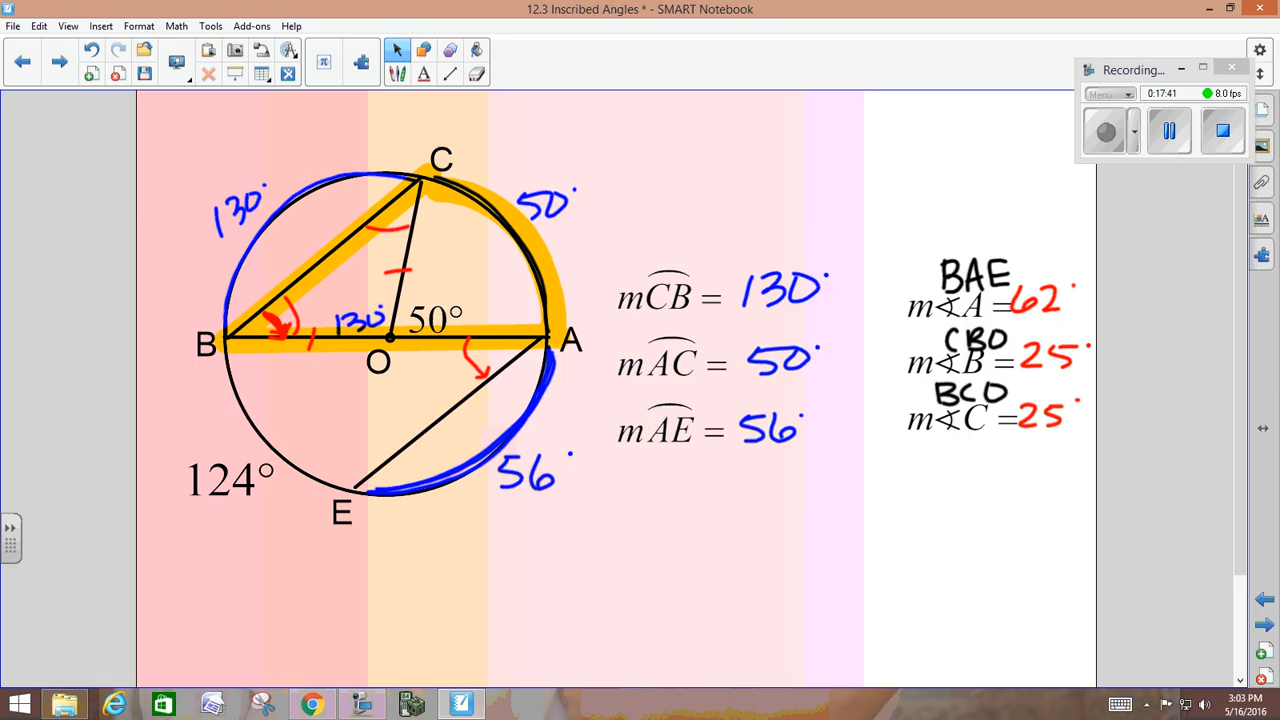 12.3 Inscribed Angles * - SMART Notebook
File Edit View Insert Format Math Tools Add-ons Help
Recording...
Menu 0:17:41 8.0 fps
C
130°
50°
130°
50°
B
O
A
124°
56°
E
mCB = 130°
mAC = 50°
mAE = 56°
BAE
m∢A = 62°
CBO
m∢B = 25°
BCO
m∢C = 25°
3:03 PM
5/16/2016